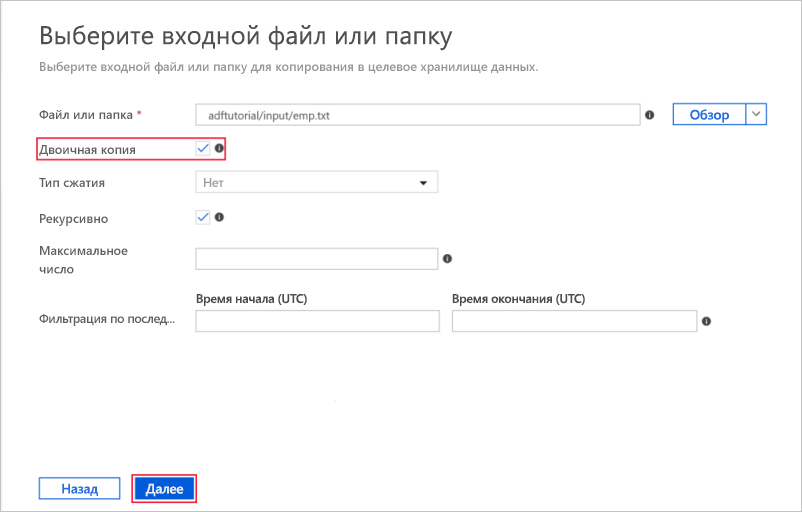 Выберите входной файл или папку
Выберите входной файл или папку для копирования в целевое хранилище данных.
Файл или папка *
adftutorial/input/emp.txt
Обзор
Двоичная копия
Тип сжатия
Нет
Рекурсивно
Максимальное
число
Время начала (UTC)
Время окончания (UTC)
Фильтрация по послед...
Назад
Далее